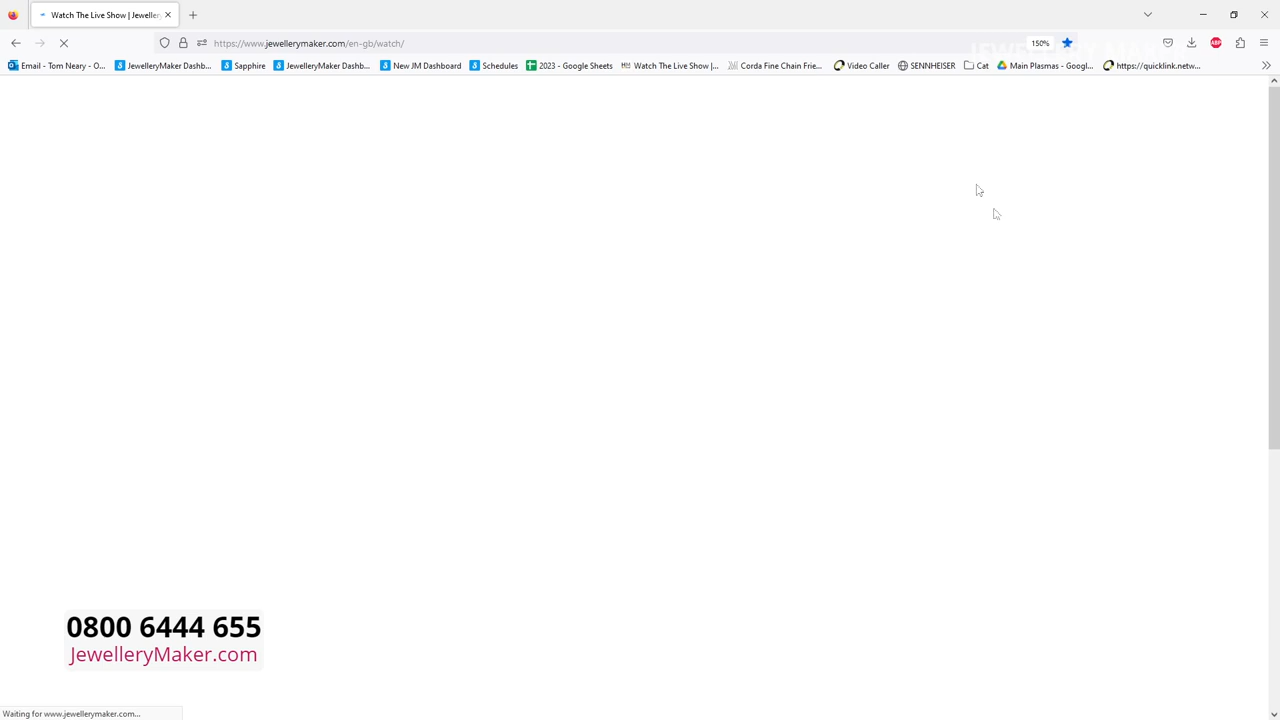 Watch The Live Show | Jeweller
https://www.jewellerymaker.com/en-gb/watch/
150%
ABP
Email - Tom Neary - O...
JewelleryMaker Dashb...
Sapphire
JewelleryMaker Dashb...
New JM Dashboard
Schedules
2023 - Google Sheets
Watch The Live Show |...
Corda Fine Chain Frie...
Video Caller
SENNHEISER
Cat
Main Plasmas - Googl...
https://quicklink.netw...
0800 6444 655
JewelleryMaker.com
Waiting for www.jewellerymaker.com...